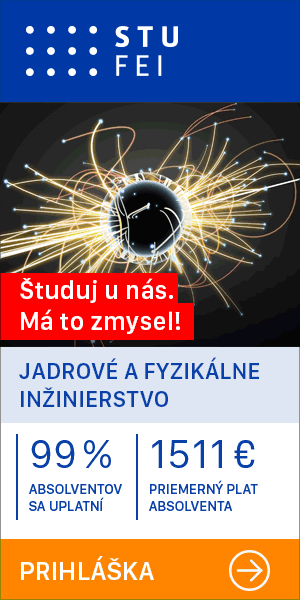 STU
FEI
Študuj u nás.
Má to zmysel!
JADROVÉ A FYZIKÁLNE
INŽINIERSTVO
99 %
ABSOLVENTOV
SA UPLATNÍ
1511 €
PRIEMERNÝ PLAT
ABSOLVENTA
PRIHLÁŠKA